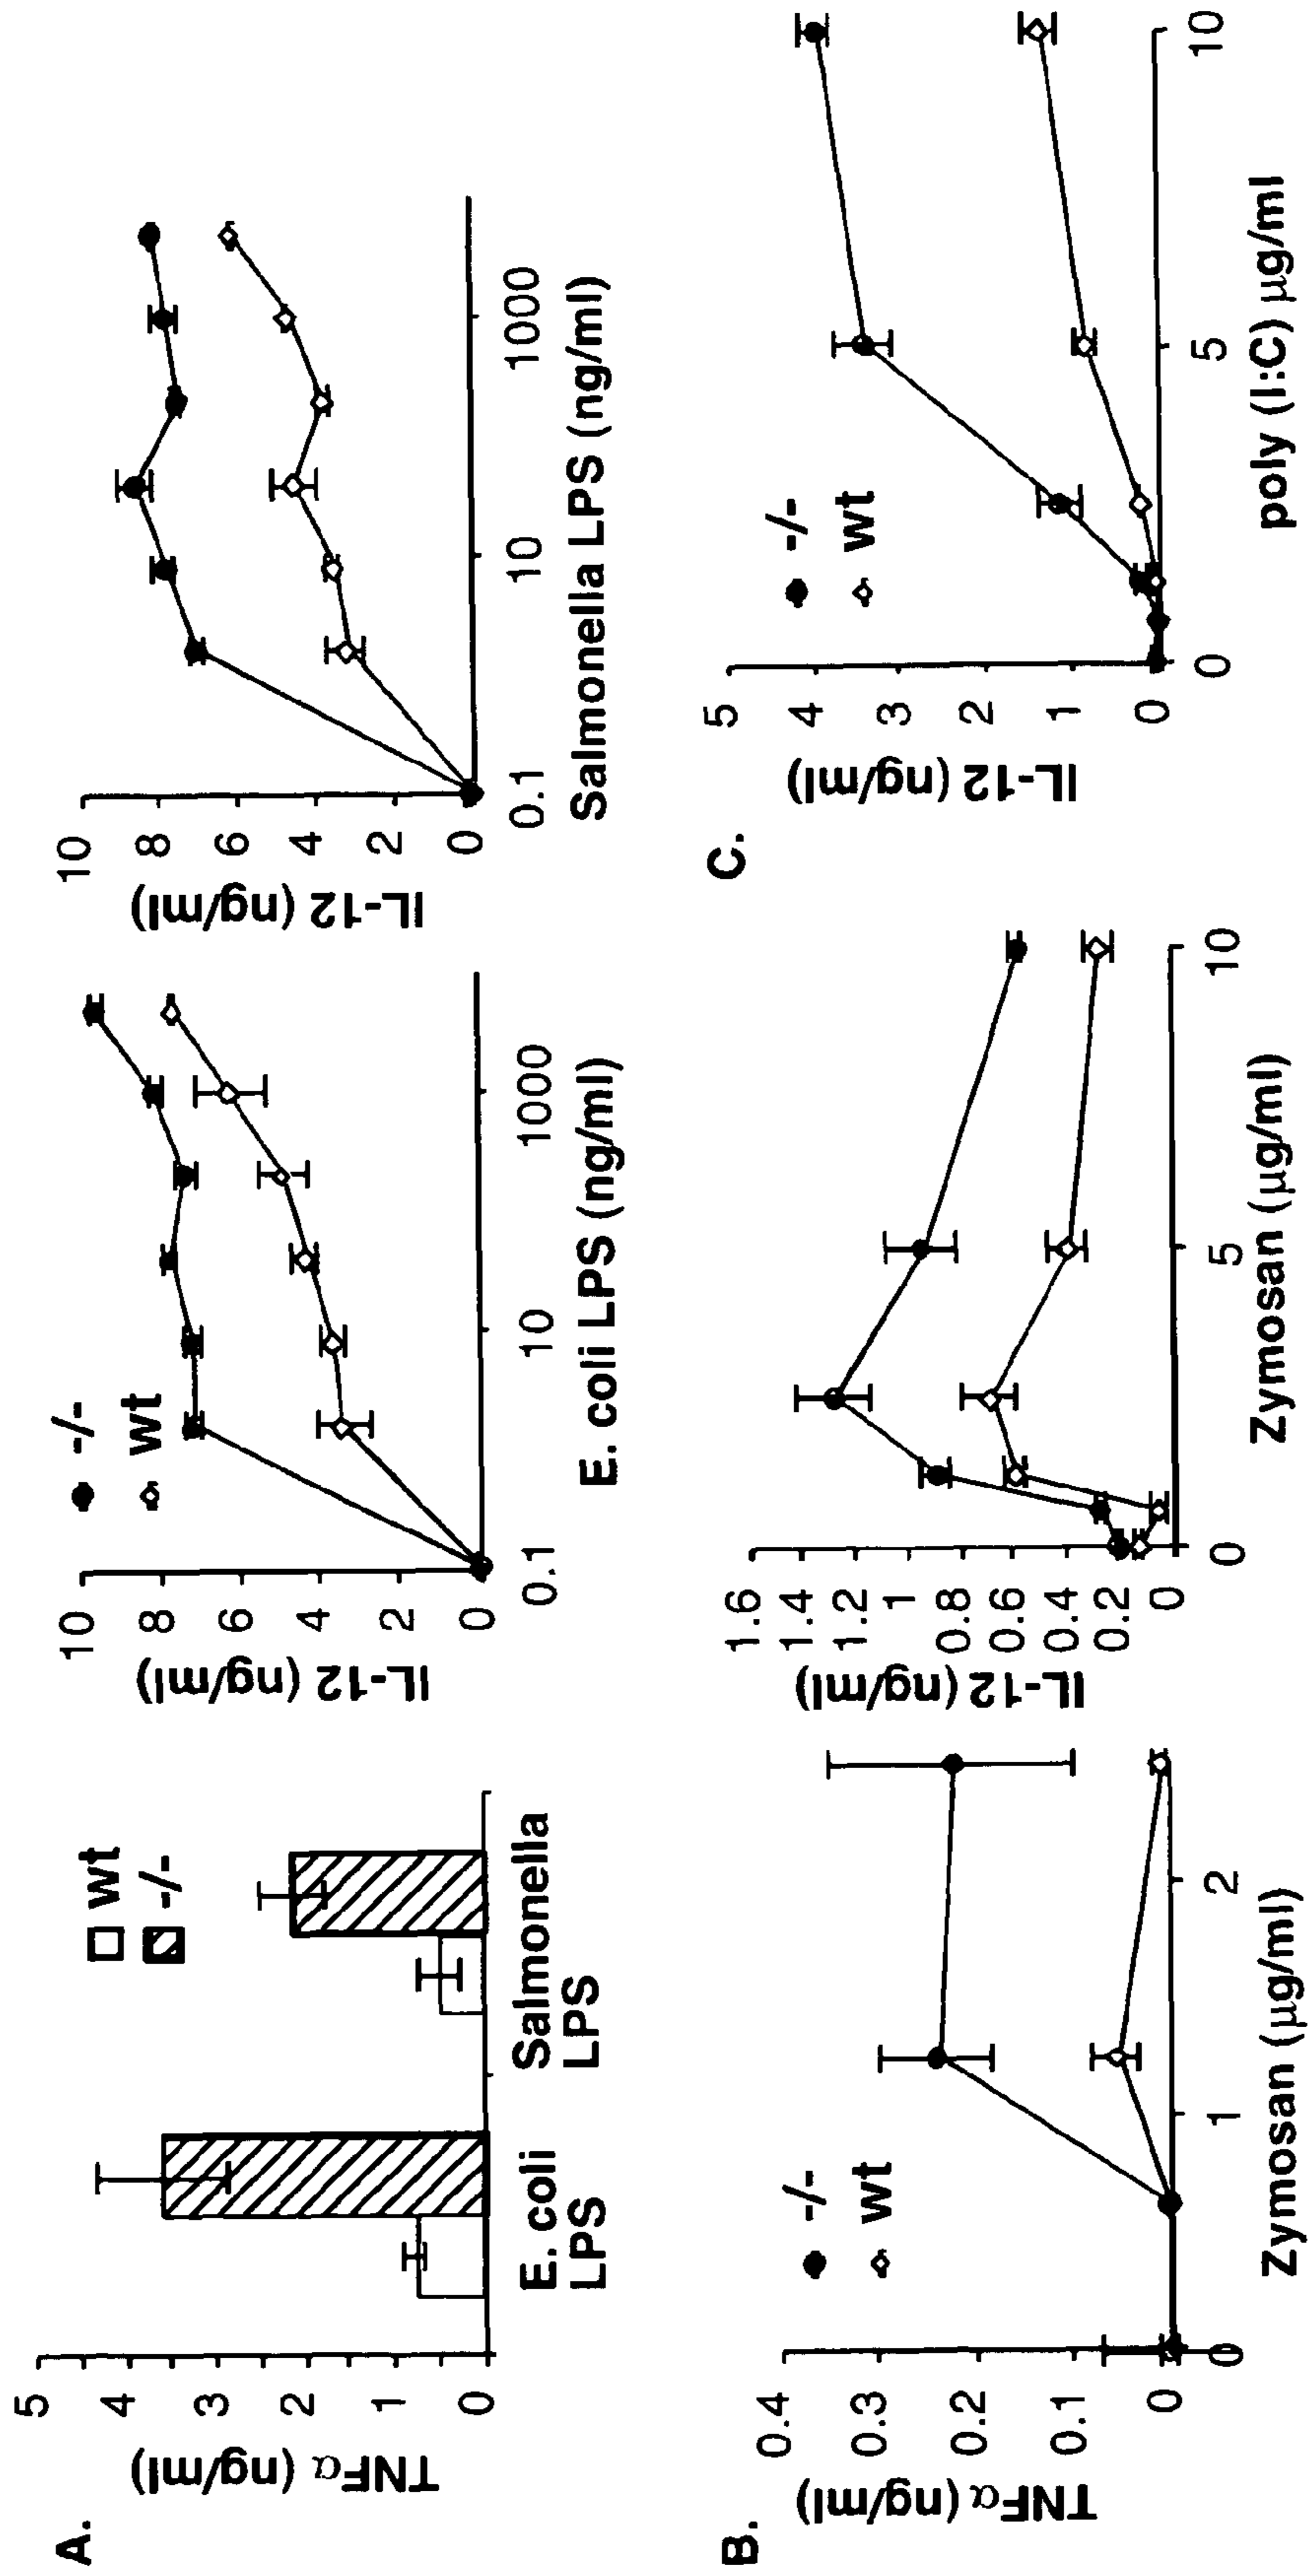 A.
TNFα (ng/ml)
5
4
3
2
1
0
wt
-/-
E. coli
LPS
Salmonella
LPS
IL-12 (ng/ml)
10
8
6
4
2
0
-/-
wt
0.1
10
1000
E. coli LPS (ng/ml)
IL-12 (ng/ml)
10
8
6
4
2
0
0.1
10
1000
Salmonella LPS (ng/ml)
B.
TNFα (ng/ml)
0.4
0.3
0.2
0.1
0
-/-
wt
0
1
2
Zymosan (μg/ml)
IL-12 (ng/ml)
1.6
1.4
1.2
1
0.8
0.6
0.4
0.2
0
0
5
10
Zymosan (μg/ml)
C.
IL-12 (ng/ml)
5
4
3
2
1
0
-/-
wt
0
5
10
poly (I:C) μg/ml